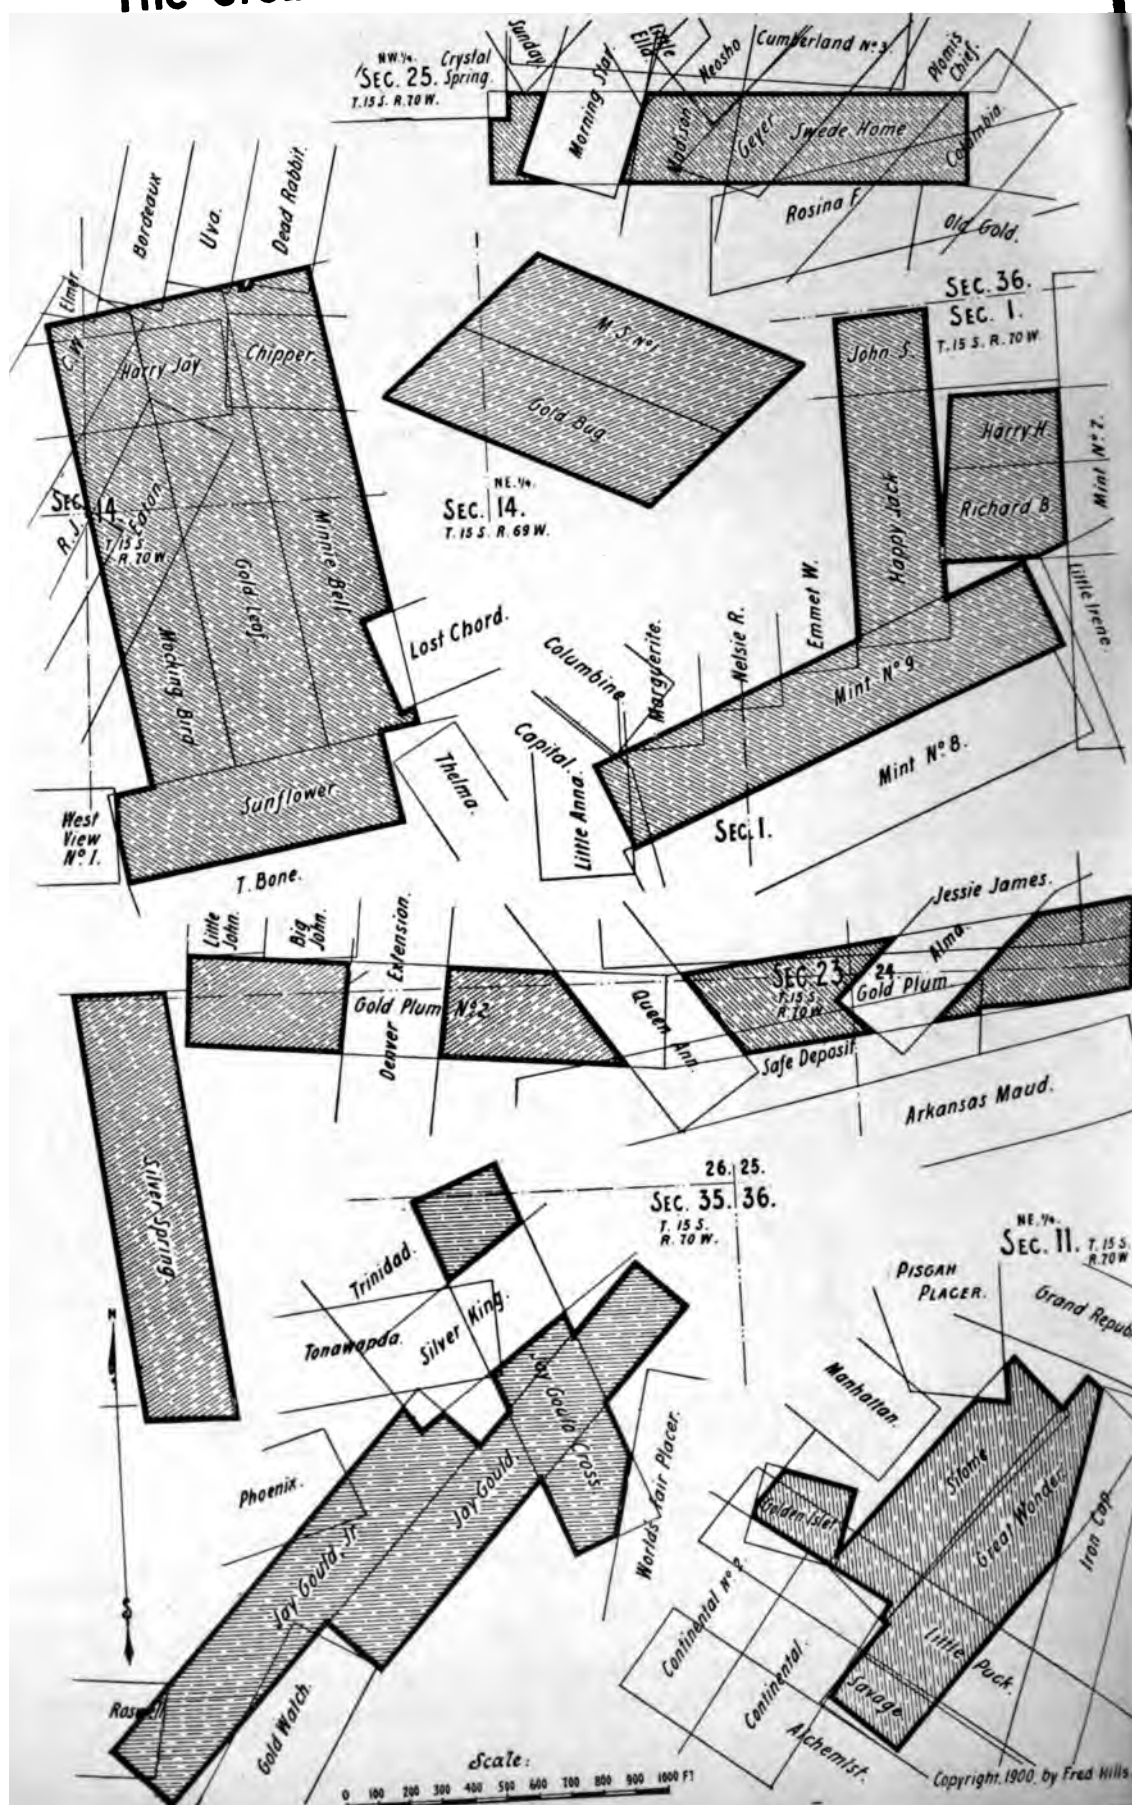 The
NW.¼.
SEC. 25.
T. 15 S. R. 70 W.
Crystal
Spring.
Sunday
Morning Star.
Little
Ella
Neosho
Cumberland Nº 3.
Chief.
Madison
Geyer
Swede Home
Columbia.
Rosina F.
Old Gold.
Bordeaux
Uva.
Dead Rabbit.
Elmer
C. W.
Harry Jay
Chipper.
SEC. 14.
T. 15 S.
R. 70 W.
R. J.
Eaton.
Gold Leaf.
Minnie Bell
Mocking Bird
Lost Chord.
Sunflower.
Thelma.
West
View
Nº 1.
T. Bone.
M. S. Nº 1
Gold Bug
NE. ¼.
SEC. 14.
T. 15 S. R. 69 W.
SEC. 36.
SEC. 1.
T. 15 S. R. 70 W.
John S.
Harry H.
Richard B.
Mint Nº 2.
Happy Jack
Little Irene.
Emmet W.
Nelsie R.
Marguerite.
Columbine.
Capital.
Little Anna.
Mint Nº 9
Mint Nº 8.
SEC. 1.
Little
John.
Big
John.
Denver Extension.
Gold Plum Nº 2
Queen Ann.
SEC. 23. 24.
T. 15 S.
R. 70 W.
Gold Plum
Alma.
Jessie James.
Safe Deposit.
Arkansas Maud.
Silver Spring.
26. 25.
SEC. 35. 36.
T. 15 S.
R. 70 W.
Trinidad.
Tonawanda.
Silver King.
Jay Gould Cross
Jay Gould.
Jay Gould, Jr.
Phoenix.
Worlds Fair Placer.
Gold Watch.
N
S
NE. ¼.
SEC. 11. T. 15 S.
R. 70 W
PISGAH
PLACER.
Grand Repub
Manhattan.
Golden Islet
Silome
Great Wonder.
Iron Cap.
Continental Nº 2
Continental.
Little Puck.
Savage
Alchemist.
Scale:
0 100 200 300 400 500 600 700 800 900 1000 FT
Copyright, 1900, by Fred Hills.